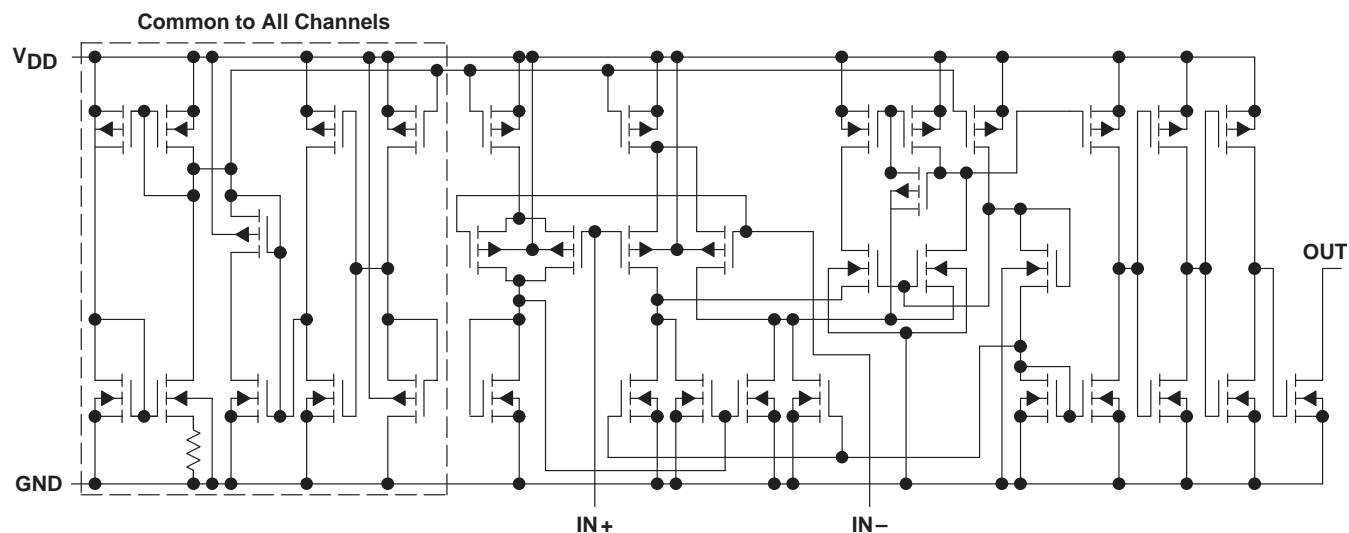 Common to All Channels
VDD
OUT
GND
IN+
IN−